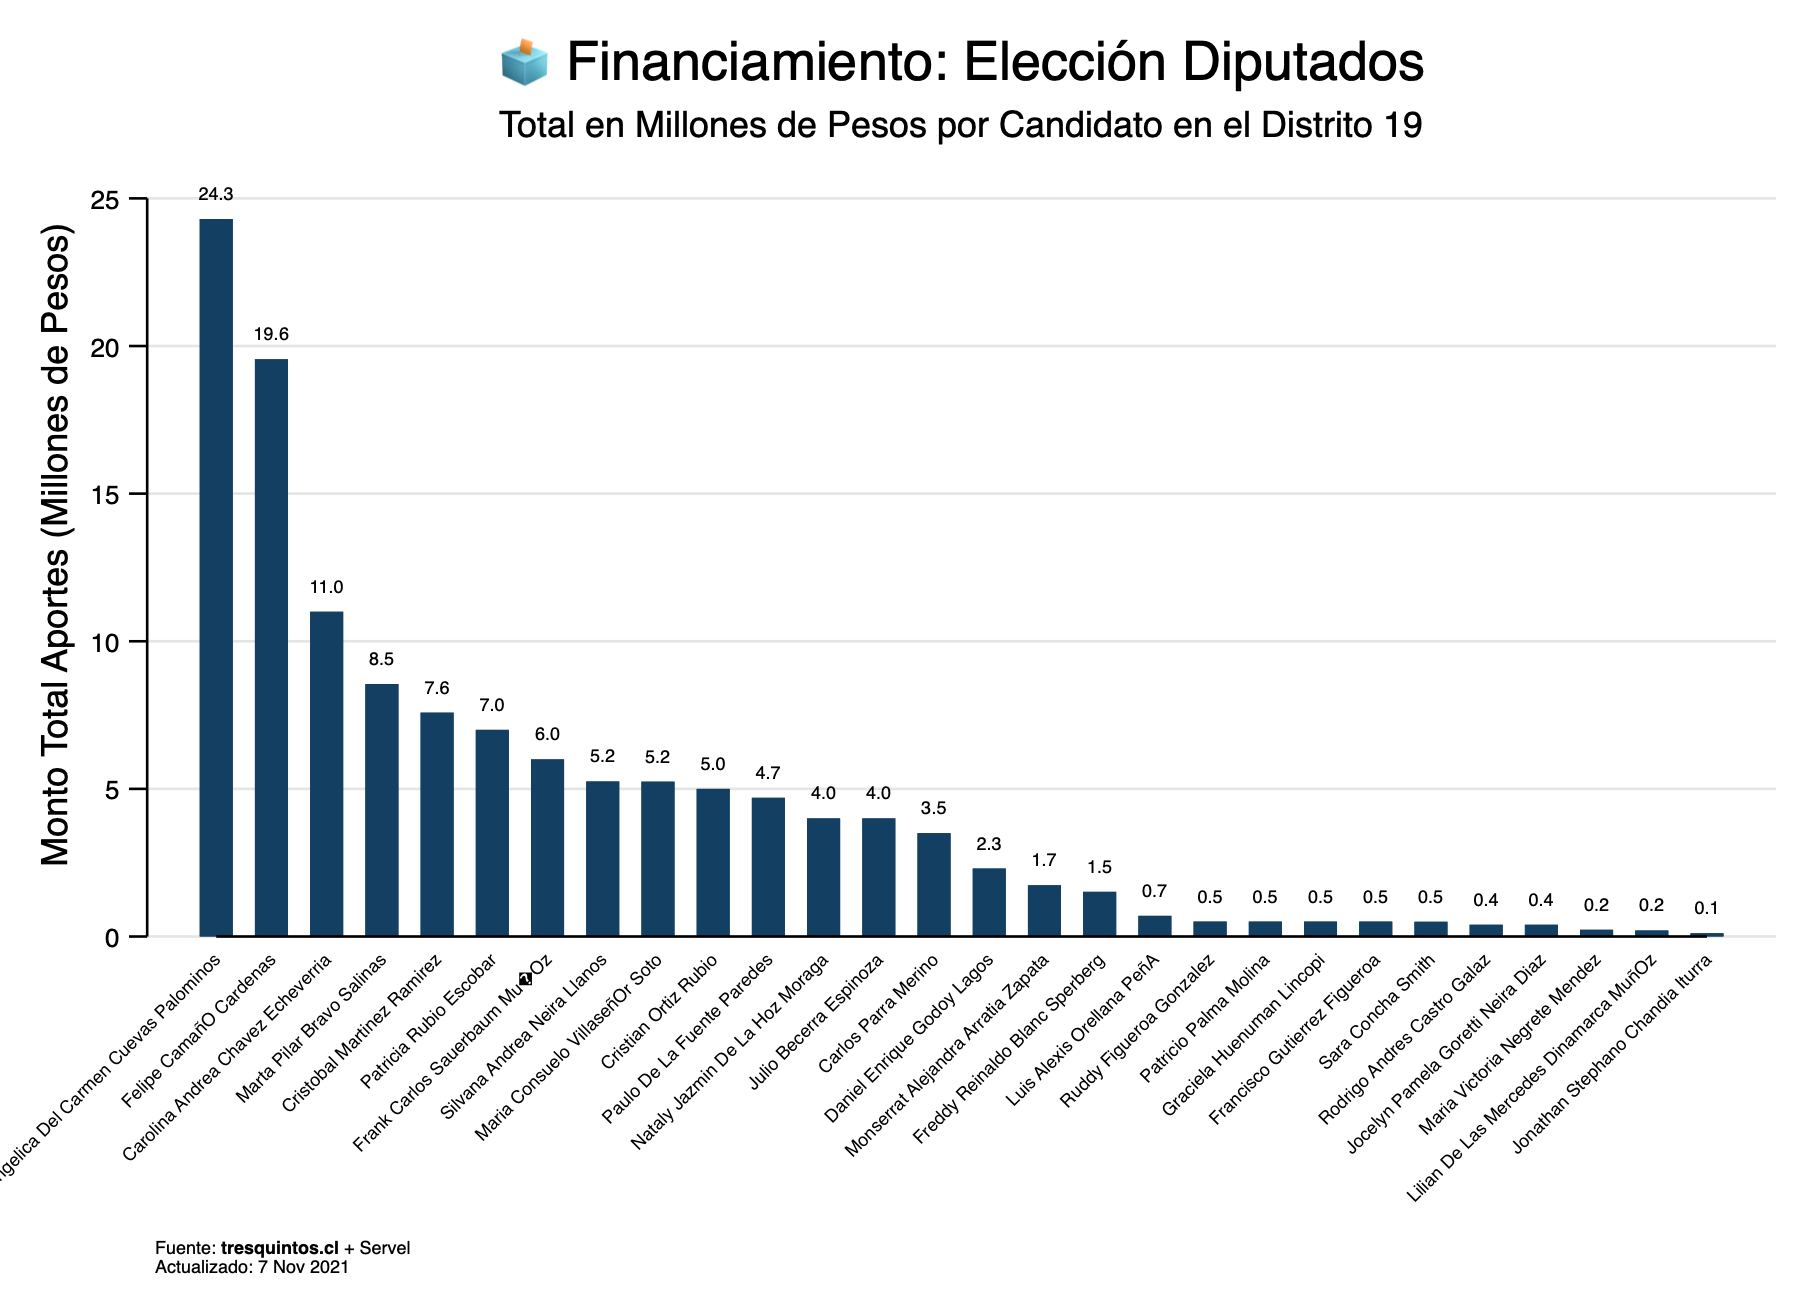 Financiamiento: Elección Diputados
Total en Millones de Pesos por Candidato en el Distrito 19
Monto Total Aportes (Millones de Pesos)
25
20
15
10
5
0
24.3
19.6
11.0
8.5
7.6
7.0
6.0
5.2
5.2
5.0
4.7
4.0
4.0
3.5
2.3
1.7
1.5
0.7
0.5
0.5
0.5
0.5
0.5
0.4
0.4
0.2
0.2
0.1
Del Carmen Cuevas Palominos
Felipe CamañO Cardenas
Carolina Andrea Chavez Echeverria
Marta Pilar Bravo Salinas
Cristobal Martinez Ramirez
Patricia Rubio Escobar
Frank Carlos Sauerbaum Mu�Oz
Silvana Andrea Neira Llanos
Maria Consuelo VillaseñOr Soto
Cristian Ortiz Rubio
Paulo De La Fuente Paredes
Nataly Jazmin De La Hoz Moraga
Julio Becerra Espinoza
Carlos Parra Merino
Daniel Enrique Godoy Lagos
Monserrat Alejandra Arratia Zapata
Freddy Reinaldo Blanc Sperberg
Luis Alexis Orellana PeñA
Ruddy Figueroa Gonzalez
Patricio Palma Molina
Graciela Huenuman Lincopi
Francisco Gutierrez Figueroa
Sara Concha Smith
Rodrigo Andres Castro Galaz
Jocelyn Pamela Goretti Neira Diaz
Maria Victoria Negrete Mendez
Lilian De Las Mercedes Dinamarca MuñOz
Jonathan Stephano Chandia Iturra
Fuente: tresquintos.cl + Servel
Actualizado: 7 Nov 2021